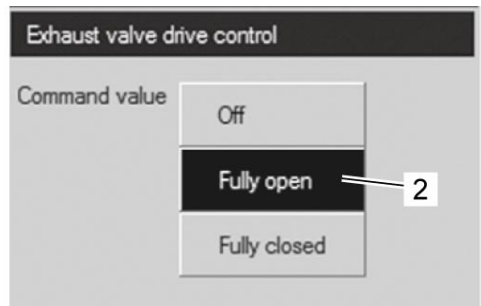 Exhaust valve drive control
Command value
Off
Fully open
2
Fully closed